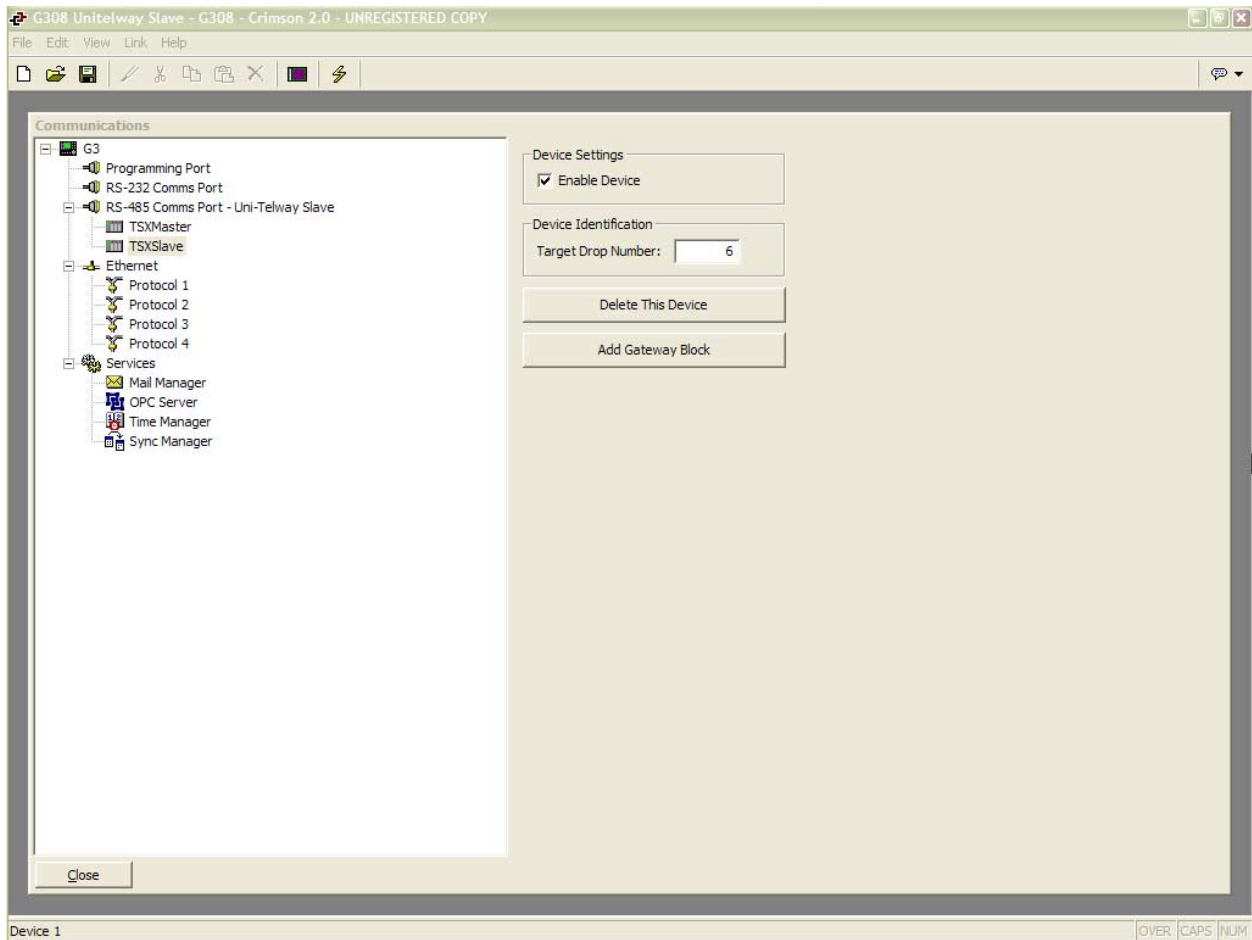 G308 Unitelway Slave - G308 - Crimson 2.0 - UNREGISTERED COPY
File Edit View Link Help
Communications
G3
Programming Port
RS-232 Comms Port
RS-485 Comms Port - Uni-Telway Slave
TSXMaster
TSXSlave
Ethernet
Protocol 1
Protocol 2
Protocol 3
Protocol 4
Services
Mail Manager
OPC Server
Time Manager
Sync Manager
Device Settings
Enable Device
Device Identification
Target Drop Number: 6
Delete This Device
Add Gateway Block
Close
Device 1
OVER CAPS NUM